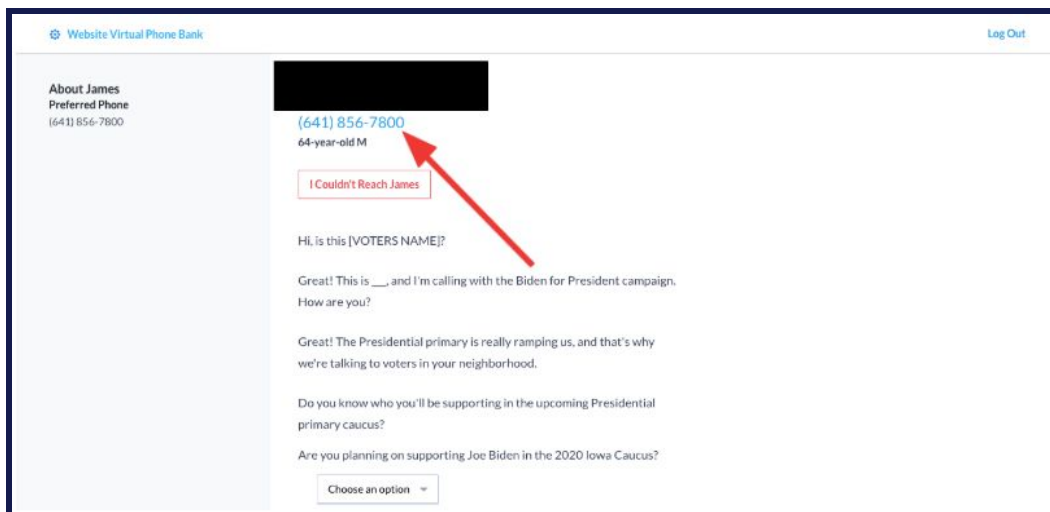 Website Virtual Phone Bank
Log Out
About James
Preferred Phone
(641) 856-7800
(641) 856-7800
64-year-old M
I Couldn't Reach James
Hi, is this [VOTERS NAME]?
Great! This is __, and I'm calling with the Biden for President campaign.
How are you?
Great! The Presidential primary is really ramping us, and that's why
we're talking to voters in your neighborhood.
Do you know who you'll be supporting in the upcoming Presidential
primary caucus?
Are you planning on supporting Joe Biden in the 2020 Iowa Caucus?
Choose an option